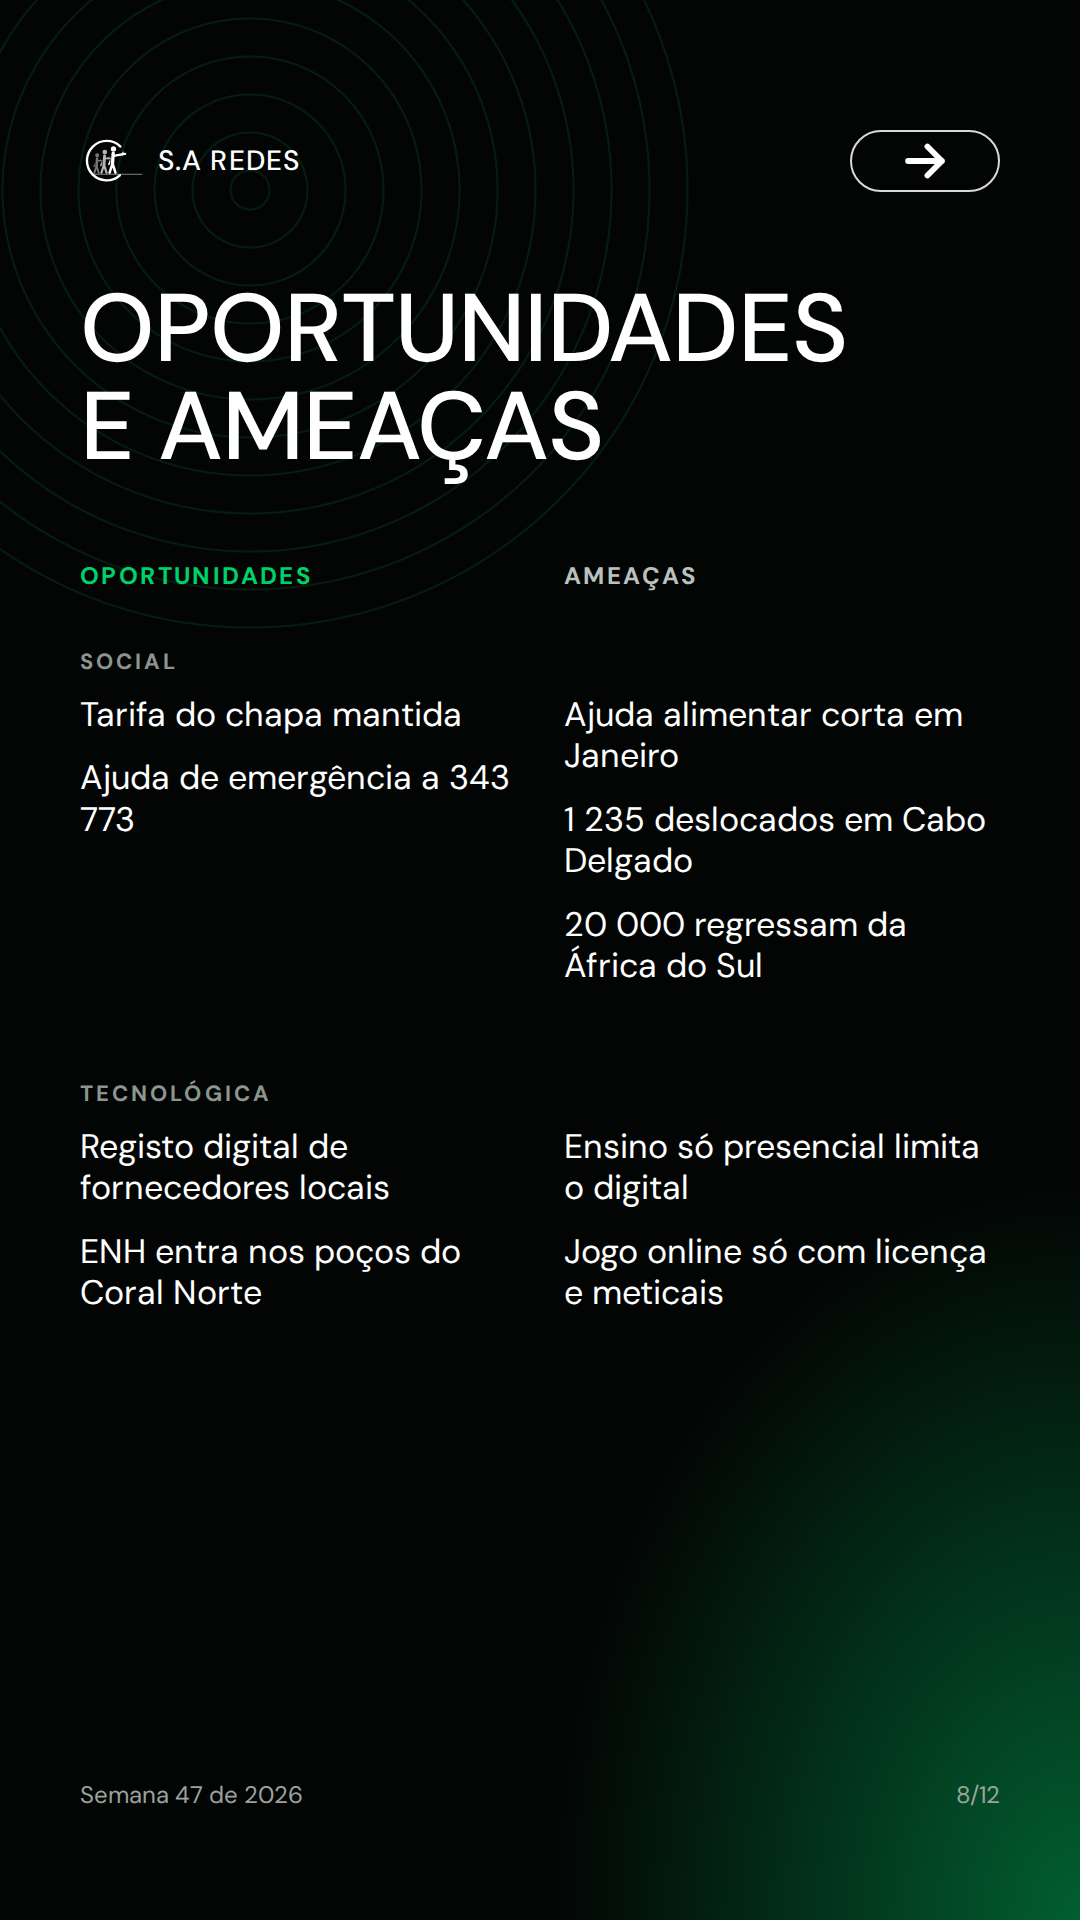 S.A REDES
OPORTUNIDADES
E AMEAÇAS
OPORTUNIDADES
AMEAÇAS
SOCIAL
Tarifa do chapa mantida
Ajuda de emergência a 343
773
Ajuda alimentar corta em
Janeiro
1 235 deslocados em Cabo
Delgado
20 000 regressam da
África do Sul
TECNOLÓGICA
Registo digital de
fornecedores locais
ENH entra nos poços do
Coral Norte
Ensino só presencial limita
o digital
Jogo online só com licença
e meticais
Semana 47 de 2026
8/12